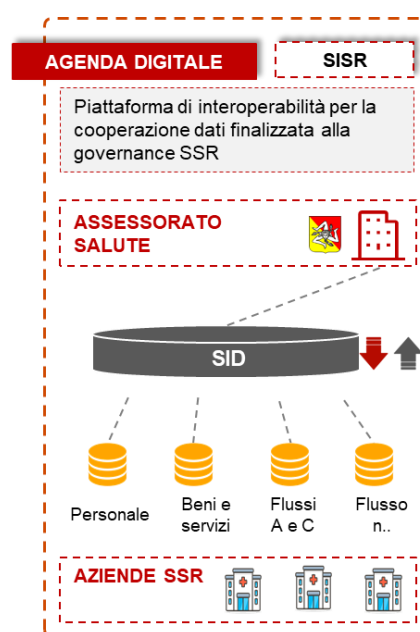 AGENDA DIGITALE
SISR
Piattaforma di interoperabilità per la
cooperazione dati finalizzata alla
governance SSR
ASSESSORATO
SALUTE
SID
Personale
Beni e
servizi
Flussi
A e C
Flusso
n..
AZIENDE SSR